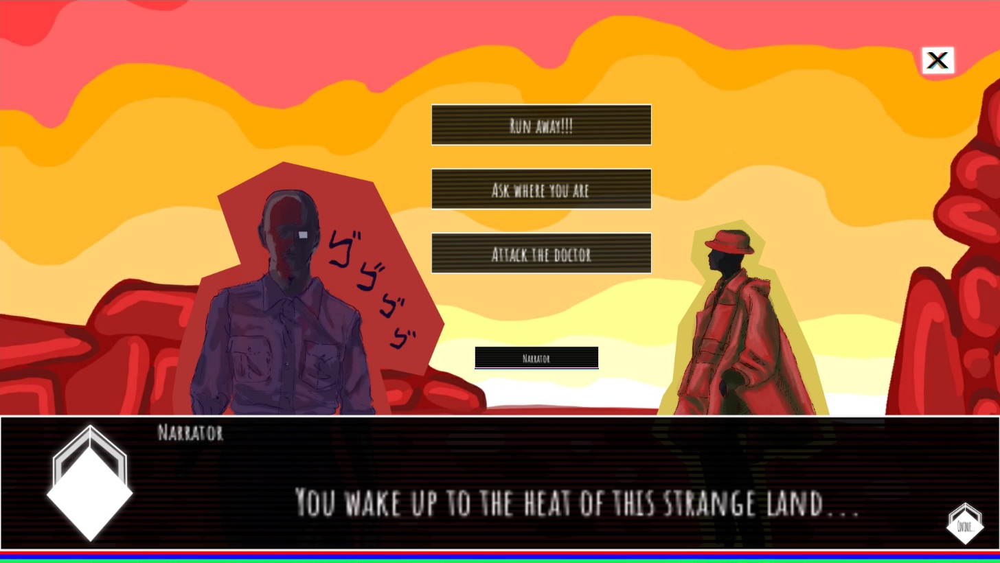 X
Run away!!!
Ask where you are
Attack the doctor
ゴ
ゴ
ゴ
ゴ
Narrator
Narrator
You wake up to the heat of this strange land...
Continue...